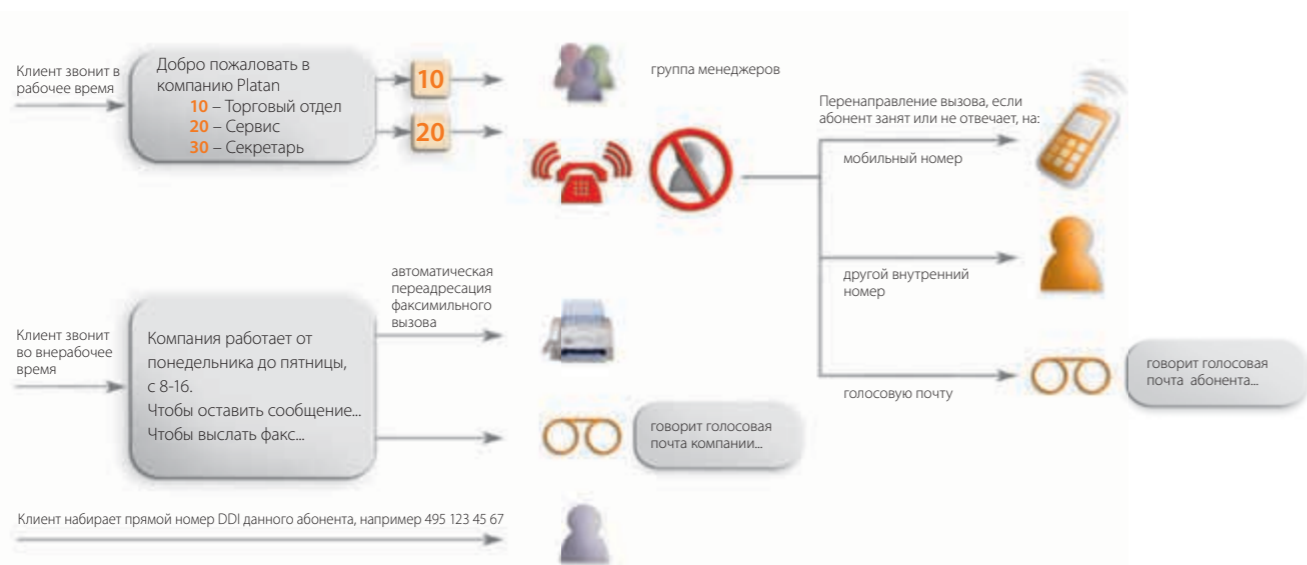 Клиент звонит в
рабочее время
Добро пожаловать в
компанию Platan
10 – Торговый отдел
20 – Сервис
30 – Секретарь
10
20
группа менеджеров
Перенаправление вызова, если
абонент занят или не отвечает, на:
мобильный номер
другой внутренний
номер
голосовую почту
говорит голосовая
почта абонента...
Клиент звонит
во внерабочее
время
Компания работает от
понедельника до пятницы,
с 8-16.
Чтобы оставить сообщение...
Чтобы выслать факс...
автоматическая
переадресация
факсимильного
вызова
говорит голосовая
почта компании...
Клиент набирает прямой номер DDI данного абонента, например 495 123 45 67